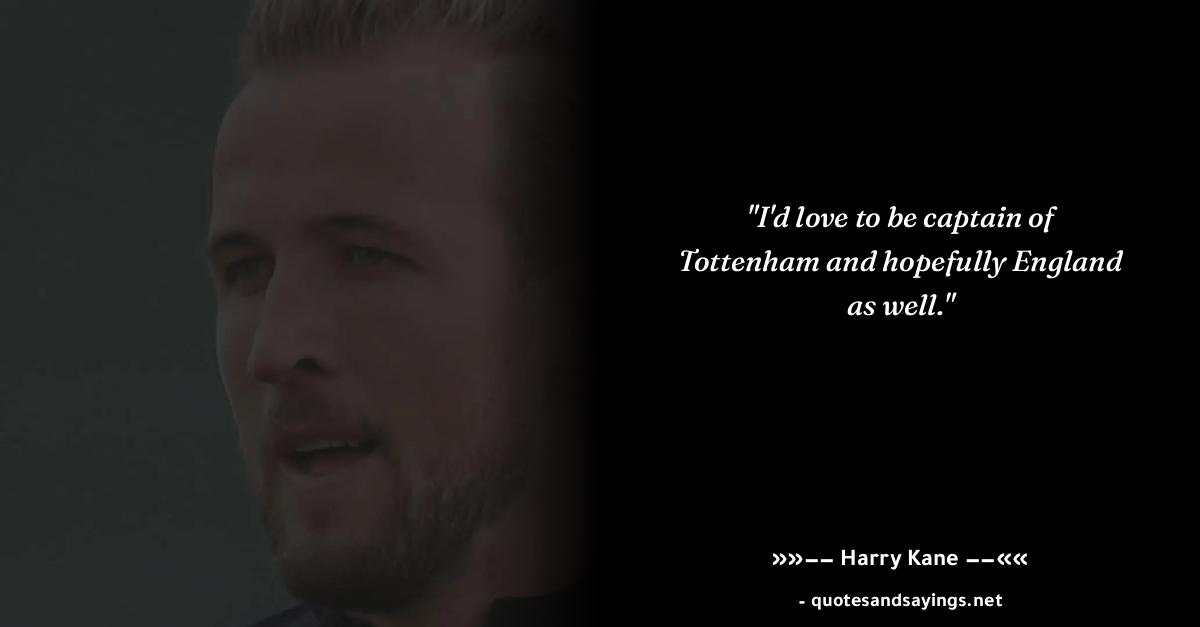 "I'd love to be captain of
Tottenham and hopefully England
as well."
»»–– Harry Kane ––««
- quotesandsayings.net